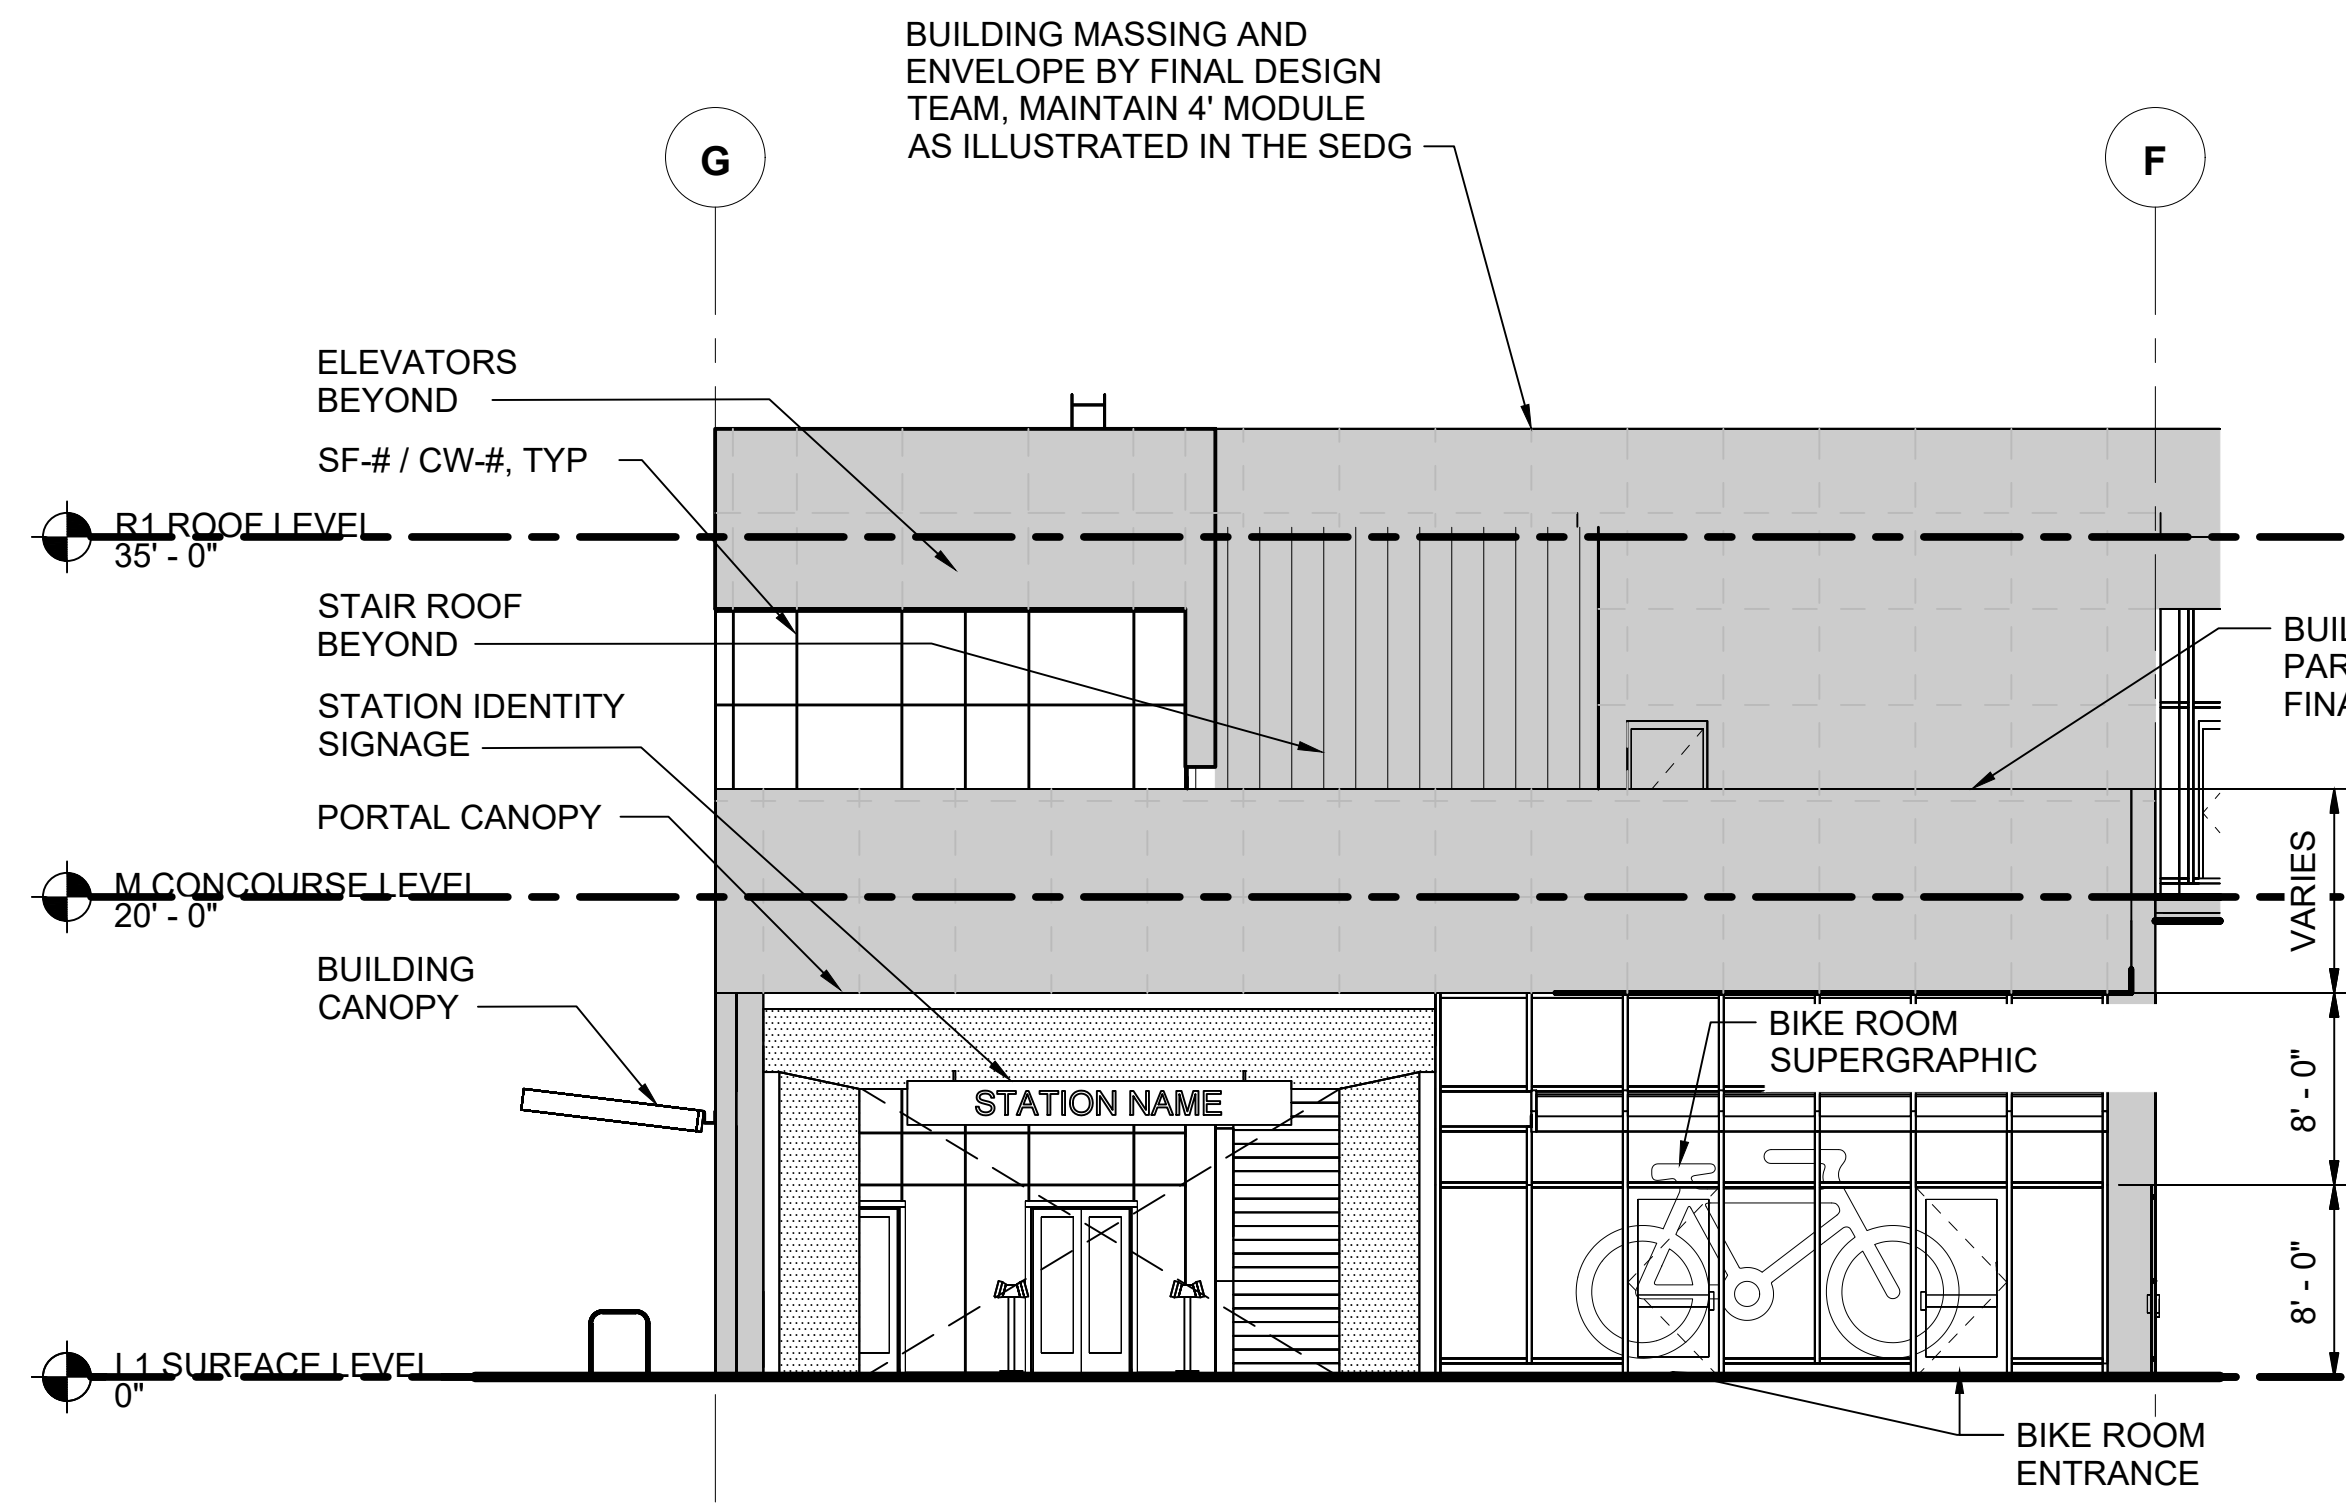 BUILDING MASSING AND
ENVELOPE BY FINAL DESIGN
TEAM, MAINTAIN 4' MODULE
AS ILLUSTRATED IN THE SEDG
G
F
ELEVATORS
BEYOND
SF-# / CW-#, TYP
R1 ROOF LEVEL
35' - 0"
STAIR ROOF
BEYOND
BUIL
PAR
FINA
STATION IDENTITY
SIGNAGE
PORTAL CANOPY
VARIES
M CONCOURSE LEVEL
20' - 0"
BUILDING
CANOPY
BIKE ROOM
SUPERGRAPHIC
8' - 0"
STATION NAME
8' - 0"
L1 SURFACE LEVEL
0"
BIKE ROOM
ENTRANCE